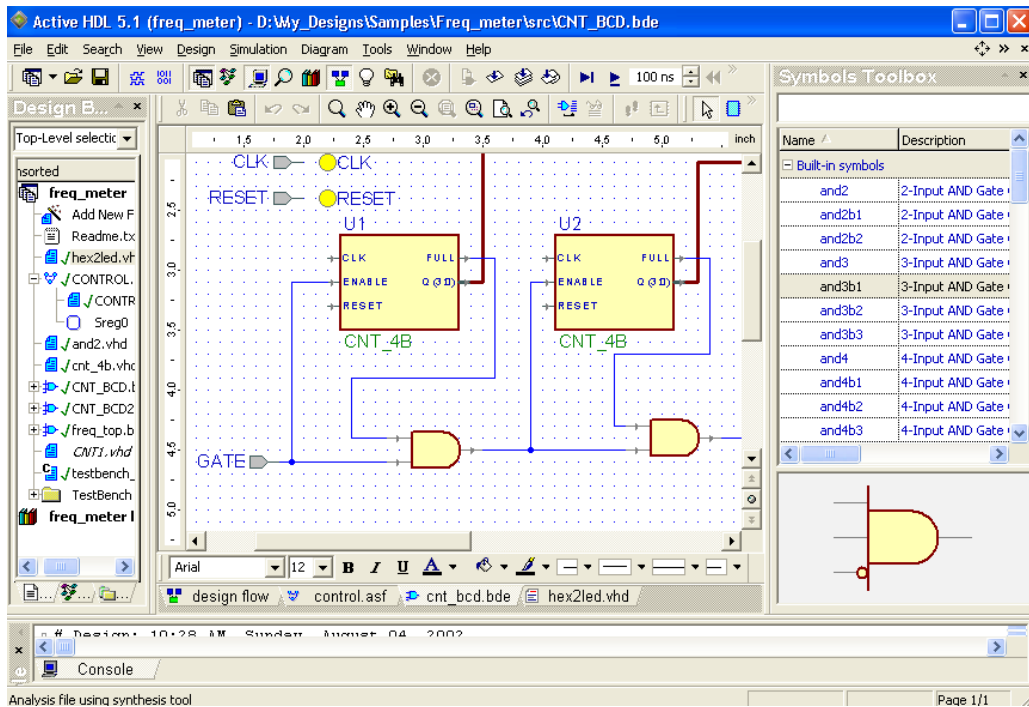 Active HDL 5.1 (freq_meter) - D:\My_Designs\Samples\Freq_meter\src\CNT_BCD.bde
File Edit Search View Design Simulation Diagram Tools Window Help
100 ns
Design B...
Top-Level selectic
nsorted
freq_meter
Add New F
Readme.tx
hex2led.vh
CONTROL.
CONTR
Sreg0
and2.vhd
cnt_4b.vhc
CNT_BCD.l
CNT_BCD2
freq_top.b
CNT1.vhd
testbench_
TestBench
freq_meter l
1,5 2,0 2,5 3,0 3,5 4,0 4,5 5,0 inch
2,5
3,0
3,5
4,0
4,5
5,0
CLK CLK
RESET RESET
U1 U2
CLK FULL CLK FULL
ENABLE Q(3:0) ENABLE Q(3:0)
RESET RESET
CNT_4B CNT_4B
GATE
Arial 12 B I U A
design flow control.asf cnt_bcd.bde hex2led.vhd
Symbols Toolbox
Name Description
Built-in symbols
and2 2-Input AND Gate
and2b1 2-Input AND Gate
and2b2 2-Input AND Gate
and3 3-Input AND Gate
and3b1 3-Input AND Gate
and3b2 3-Input AND Gate
and3b3 3-Input AND Gate
and4 4-Input AND Gate
and4b1 4-Input AND Gate
and4b2 4-Input AND Gate
and4b3 4-Input AND Gate
# Design: 10:28 AM, Sunday, August 04, 2002
Console
Analysis file using synthesis tool
Page 1/1